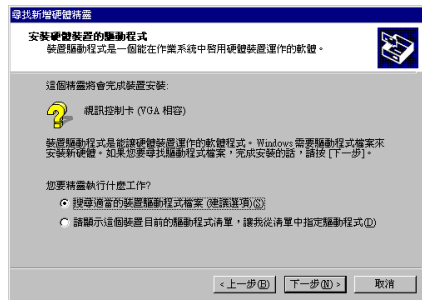 尋找新增硬體精靈
安裝硬體裝置的驅動程式
裝置驅動程式是一個能在作業系統中啓用硬體裝置運作的軟體。
這個精靈將會完成裝置安裝:
視訊控制卡 (VGA 相容)
裝置驅動程式是能讓硬體裝置運作的軟體程式。Windows 需要驅動程式檔案來
安裝新硬體。如果您要尋找驅動程式檔案，完成安裝的話，請按 [下一步]。
您要精靈執行什麼工作?
搜尋適當的裝置驅動程式檔案 (建議選項)(S)
請顯示這個裝置目前的驅動程式清單，讓我從清單中指定驅動程式(D)
< 上一步(B)
下一步(N) >
取消